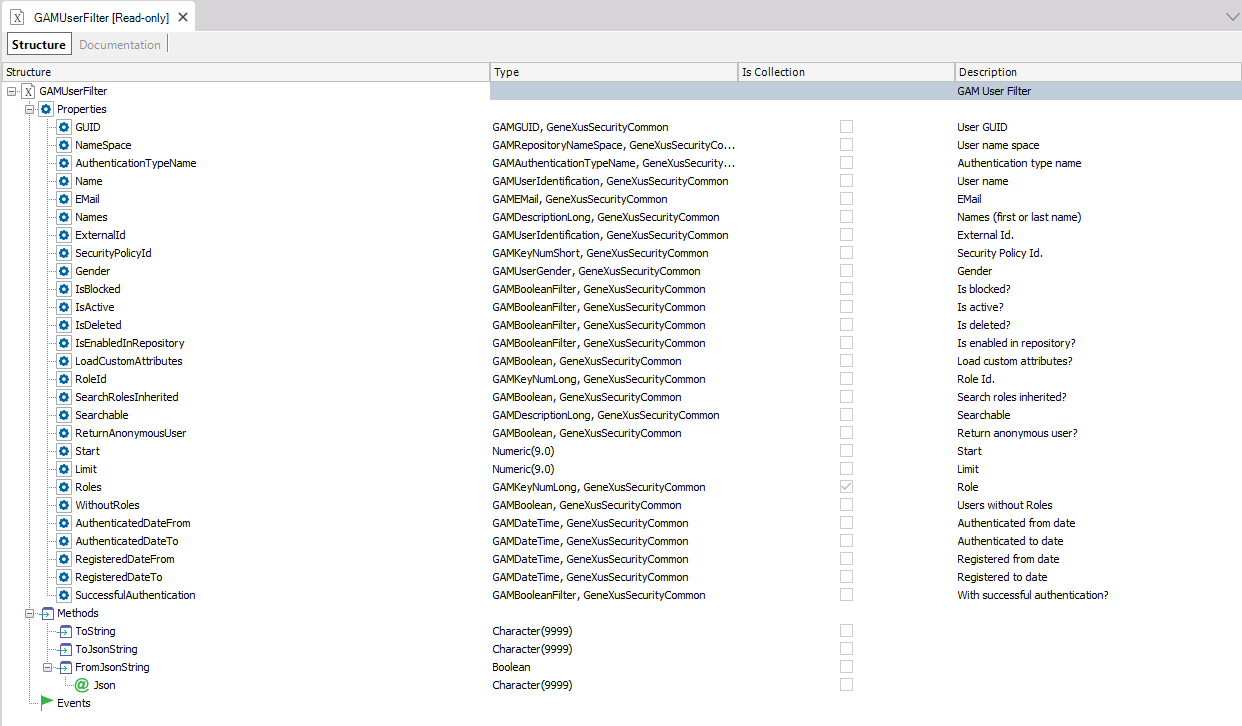 GAMUserFilter [Read-only]
Structure Documentation
Structure Type Is Collection Description
GAMUserFilter GAM User Filter
Properties
GUID GAMGUID, GeneXusSecurityCommon User GUID
NameSpace GAMRepositoryNameSpace, GeneXusSecurityCo... User name space
AuthenticationTypeName GAMAuthenticationTypeName, GeneXusSecurity... Authentication type name
Name GAMUserIdentification, GeneXusSecurityCommon User name
EMail GAMEMail, GeneXusSecurityCommon EMail
Names GAMDescriptionLong, GeneXusSecurityCommon Names (first or last name)
ExternalId GAMUserIdentification, GeneXusSecurityCommon External Id.
SecurityPolicyId GAMKeyNumShort, GeneXusSecurityCommon Security Policy Id.
Gender GAMUserGender, GeneXusSecurityCommon Gender
IsBlocked GAMBooleanFilter, GeneXusSecurityCommon Is blocked?
IsActive GAMBooleanFilter, GeneXusSecurityCommon Is active?
IsDeleted GAMBooleanFilter, GeneXusSecurityCommon Is deleted?
IsEnabledInRepository GAMBooleanFilter, GeneXusSecurityCommon Is enabled in repository?
LoadCustomAttributes GAMBoolean, GeneXusSecurityCommon Load custom attributes?
RoleId GAMKeyNumLong, GeneXusSecurityCommon Role Id.
SearchRolesInherited GAMBoolean, GeneXusSecurityCommon Search roles inherited?
Searchable GAMDescriptionLong, GeneXusSecurityCommon Searchable
ReturnAnonymousUser GAMBoolean, GeneXusSecurityCommon Return anonymous user?
Start Numeric(9.0) Start
Limit Numeric(9.0) Limit
Roles GAMKeyNumLong, GeneXusSecurityCommon Role
WithoutRoles GAMBoolean, GeneXusSecurityCommon Users without Roles
AuthenticatedDateFrom GAMDateTime, GeneXusSecurityCommon Authenticated from date
AuthenticatedDateTo GAMDateTime, GeneXusSecurityCommon Authenticated to date
RegisteredDateFrom GAMDateTime, GeneXusSecurityCommon Registered from date
RegisteredDateTo GAMDateTime, GeneXusSecurityCommon Registered to date
SuccessfulAuthentication GAMBooleanFilter, GeneXusSecurityCommon With successful authentication?
Methods
ToString Character(9999)
ToJsonString Character(9999)
FromJsonString Boolean
Json Character(9999)
Events